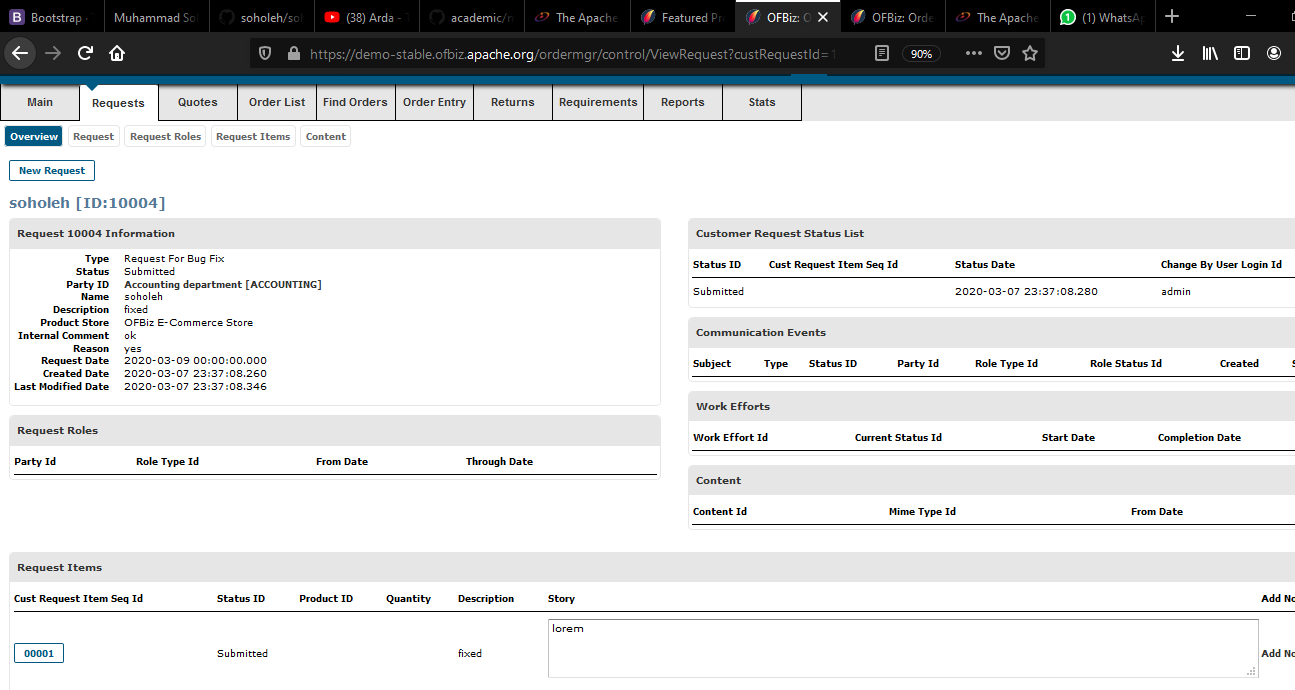 Bootstrap
Muhammad Sol
soholeh/sol
(38) Arda -
academic/r
The Apache
Featured Pr
OFBiz: O
OFBiz: Orde
The Apache
(1) WhatsAp
https://demo-stable.ofbiz.apache.org/ordermgr/control/ViewRequest?custRequestId=1
90%
Main Requests Quotes Order List Find Orders Order Entry Returns Requirements Reports Stats
Overview Request Request Roles Request Items Content
New Request
soholeh [ID:10004]
Request 10004 Information
Type Request For Bug Fix
Status Submitted
Party ID Accounting department [ACCOUNTING]
Name soholeh
Description fixed
Product Store OFBiz E-Commerce Store
Internal Comment ok
Reason yes
Request Date 2020-03-09 00:00:00.000
Created Date 2020-03-07 23:37:08.260
Last Modified Date 2020-03-07 23:37:08.346
Request Roles
Party Id Role Type Id From Date Through Date
Customer Request Status List
Status ID Cust Request Item Seq Id Status Date Change By User Login Id
Submitted 2020-03-07 23:37:08.280 admin
Communication Events
Subject Type Status ID Party Id Role Type Id Role Status Id Created S
Work Efforts
Work Effort Id Current Status Id Start Date Completion Date
Content
Content Id Mime Type Id From Date
Request Items
Cust Request Item Seq Id Status ID Product ID Quantity Description Story Add No
00001 Submitted fixed lorem Add No